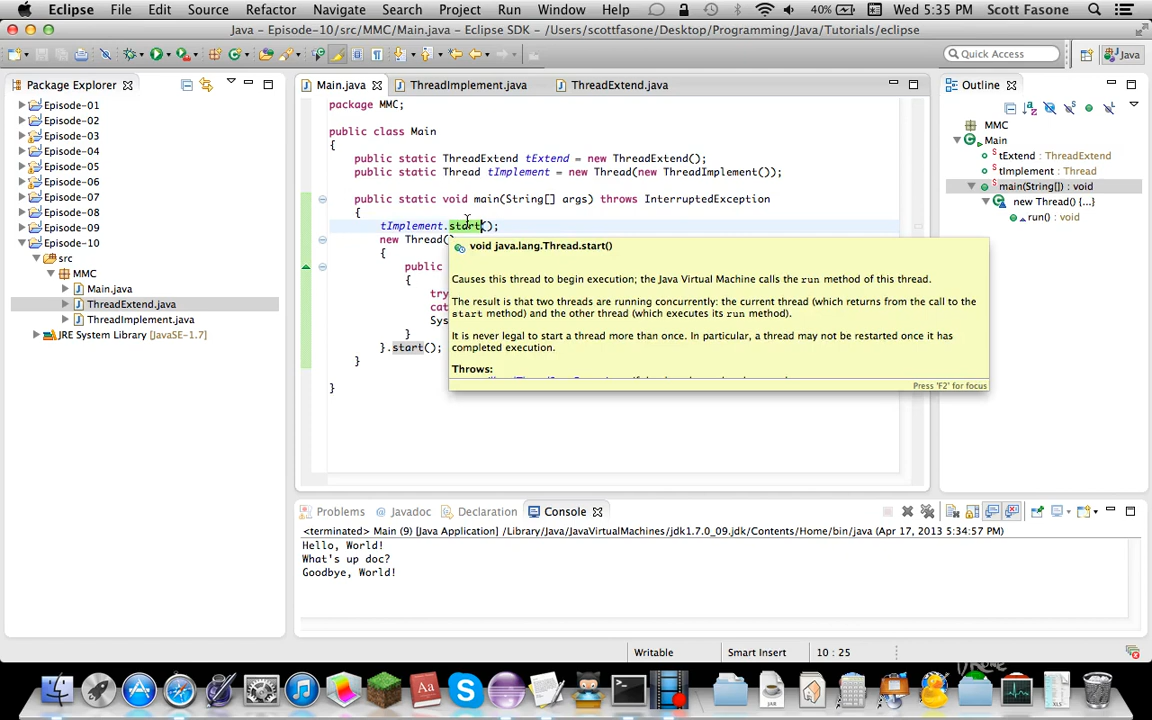 Eclipse File Edit Source Refactor Navigate Search Project Run Window Help 40% Wed 5:35 PM Scott Fasone
Java - Episode-10/src/MMC/Main.java - Eclipse SDK - /Users/scottfasone/Desktop/Programming/Java/Tutorials/eclipse
Quick Access Java
Package Explorer
Episode-01
Episode-02
Episode-03
Episode-04
Episode-05
Episode-06
Episode-07
Episode-08
Episode-09
Episode-10
src
MMC
Main.java
ThreadExtend.java
ThreadImplement.java
JRE System Library [JavaSE-1.7]
Main.java ThreadImplement.java ThreadExtend.java
package MMC;
public class Main
{
public static ThreadExtend tExtend = new ThreadExtend();
public static Thread tImplement = new Thread(new ThreadImplement());
public static void main(String[] args) throws InterruptedException
{
tImplement.start();
new Thread()
{
public
{
try
cat
Sys
}
}.start();
}
}
void java.lang.Thread.start()
Causes this thread to begin execution; the Java Virtual Machine calls the run method of this thread.
The result is that two threads are running concurrently: the current thread (which returns from the call to the
start method) and the other thread (which executes its run method).
It is never legal to start a thread more than once. In particular, a thread may not be restarted once it has
completed execution.
Throws:
Press 'F2' for focus
Outline
MMC
Main
tExtend : ThreadExtend
tImplement : Thread
main(String[]) : void
new Thread() {...}
run() : void
Problems Javadoc Declaration Console
<terminated> Main (9) [Java Application] /Library/Java/JavaVirtualMachines/jdk1.7.0_09.jdk/Contents/Home/bin/java (Apr 17, 2013 5:34:57 PM)
Hello, World!
What's up doc?
Goodbye, World!
Writable Smart Insert 10 : 25